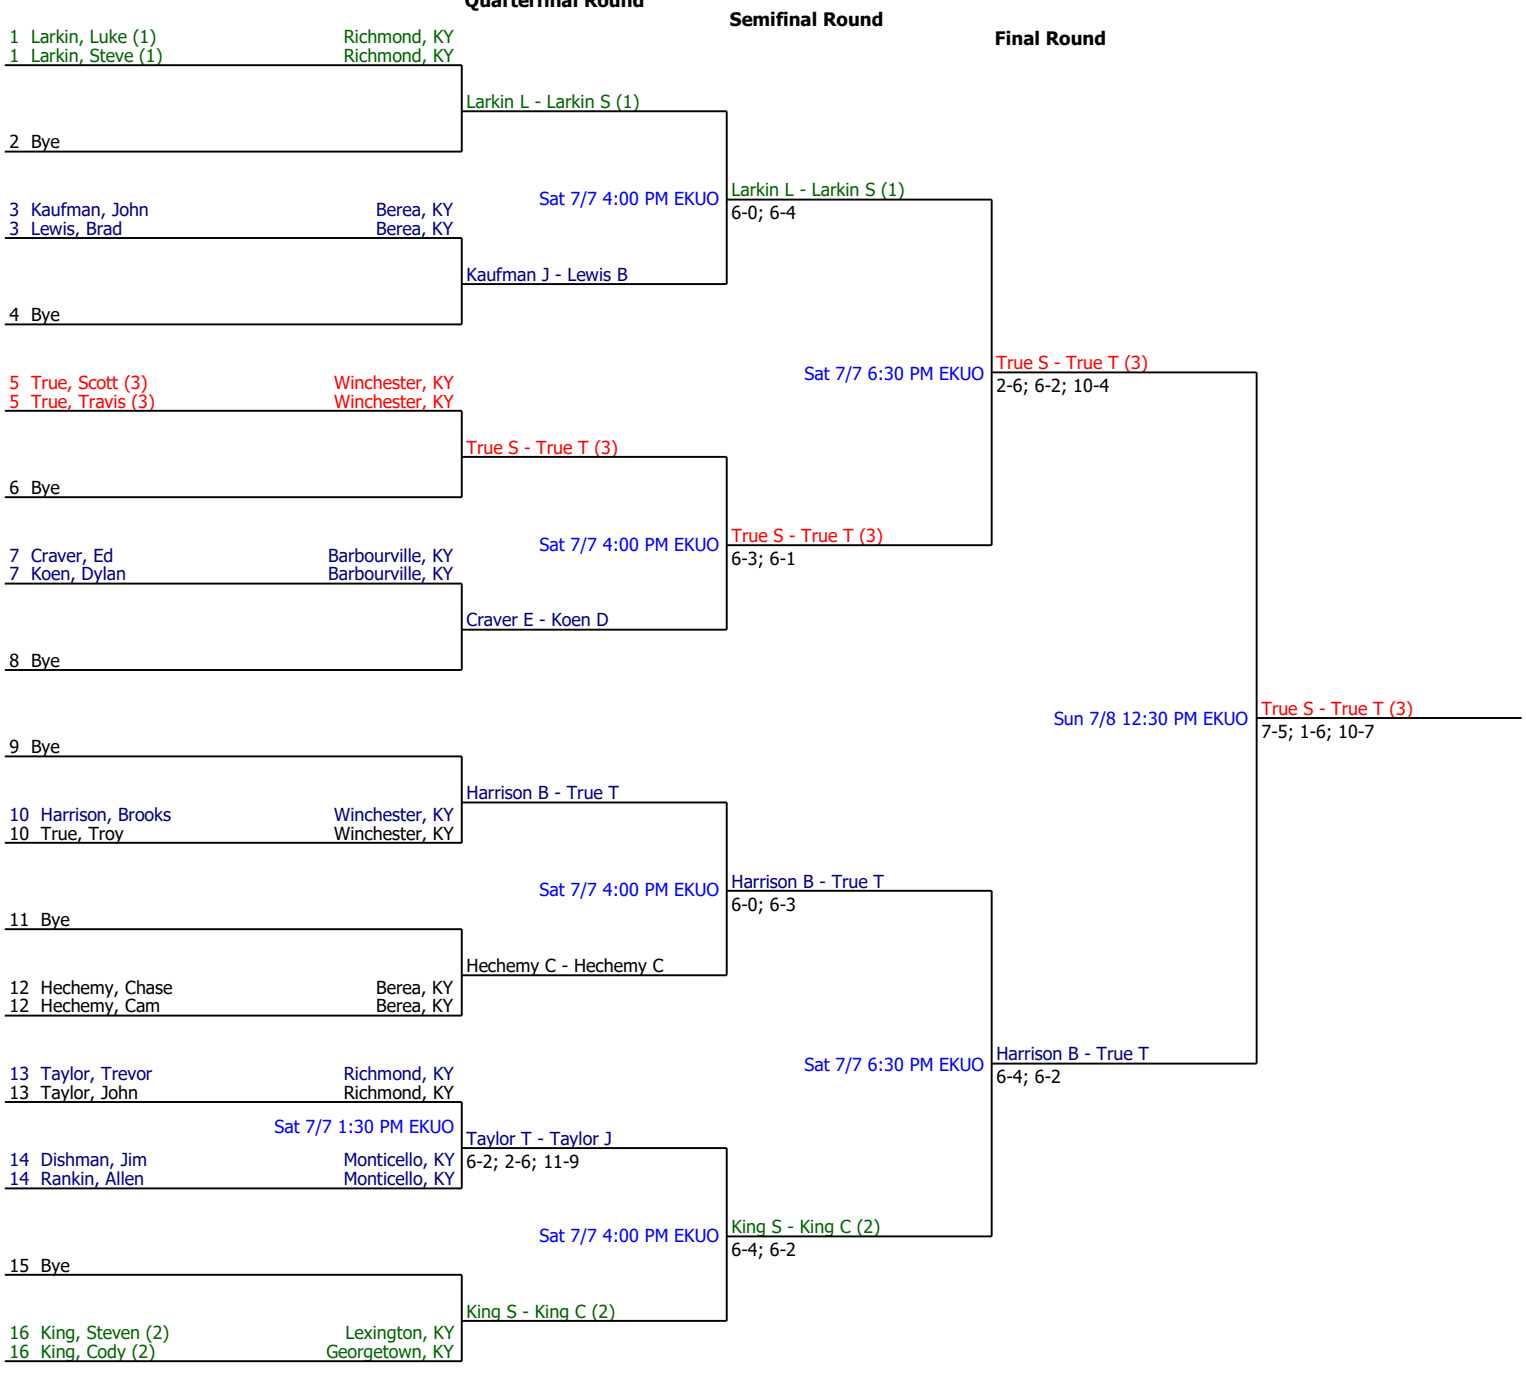 Quarterfinal Round
Semifinal Round
Final Round
1 Larkin, Luke (1) Richmond, KY
1 Larkin, Steve (1) Richmond, KY
Larkin L - Larkin S (1)
2 Bye
Sat 7/7 4:00 PM EKUO
Larkin L - Larkin S (1)
6-0; 6-4
3 Kaufman, John Berea, KY
3 Lewis, Brad Berea, KY
Kaufman J - Lewis B
4 Bye
Sat 7/7 6:30 PM EKUO
True S - True T (3)
2-6; 6-2; 10-4
5 True, Scott (3) Winchester, KY
5 True, Travis (3) Winchester, KY
True S - True T (3)
6 Bye
Sat 7/7 4:00 PM EKUO
True S - True T (3)
6-3; 6-1
7 Craver, Ed Barbourville, KY
7 Koen, Dylan Barbourville, KY
Craver E - Koen D
8 Bye
Sun 7/8 12:30 PM EKUO
True S - True T (3)
7-5; 1-6; 10-7
9 Bye
Harrison B - True T
10 Harrison, Brooks Winchester, KY
10 True, Troy Winchester, KY
Sat 7/7 4:00 PM EKUO
Harrison B - True T
6-0; 6-3
11 Bye
Hechemy C - Hechemy C
12 Hechemy, Chase Berea, KY
12 Hechemy, Cam Berea, KY
Sat 7/7 6:30 PM EKUO
Harrison B - True T
6-4; 6-2
13 Taylor, Trevor Richmond, KY
13 Taylor, John Richmond, KY
Sat 7/7 1:30 PM EKUO
Taylor T - Taylor J
6-2; 2-6; 11-9
14 Dishman, Jim Monticello, KY
14 Rankin, Allen Monticello, KY
Sat 7/7 4:00 PM EKUO
King S - King C (2)
6-4; 6-2
15 Bye
King S - King C (2)
16 King, Steven (2) Lexington, KY
16 King, Cody (2) Georgetown, KY